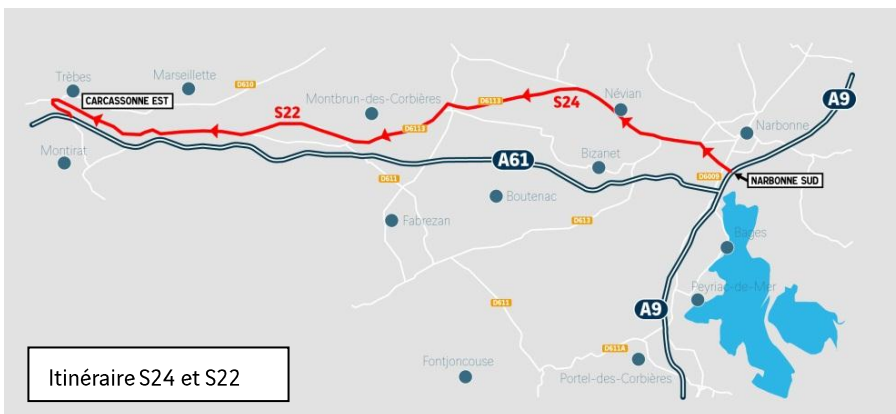 Trèbes
Marseillette
D610
CARCASSONNE EST
Montbrun-des-Corbières
S22
D6113
D6113
S24
Névian
A9
Narbonne
Montirat
A61
Bizanet
D6009
NARBONNE SUD
D613
Boutenac
Fabrezan
D613
Bages
Peyriac-de-Mer
D611
A9
D611A
Fontjoncouse
Portel-des-Corbières
Itinéraire S24 et S22